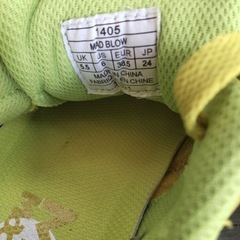 1405
MAD BLOW
UK US EUR JP
5.5 8 38.5 24
MADE IN CHINA
FABRIQUE EN CHINE